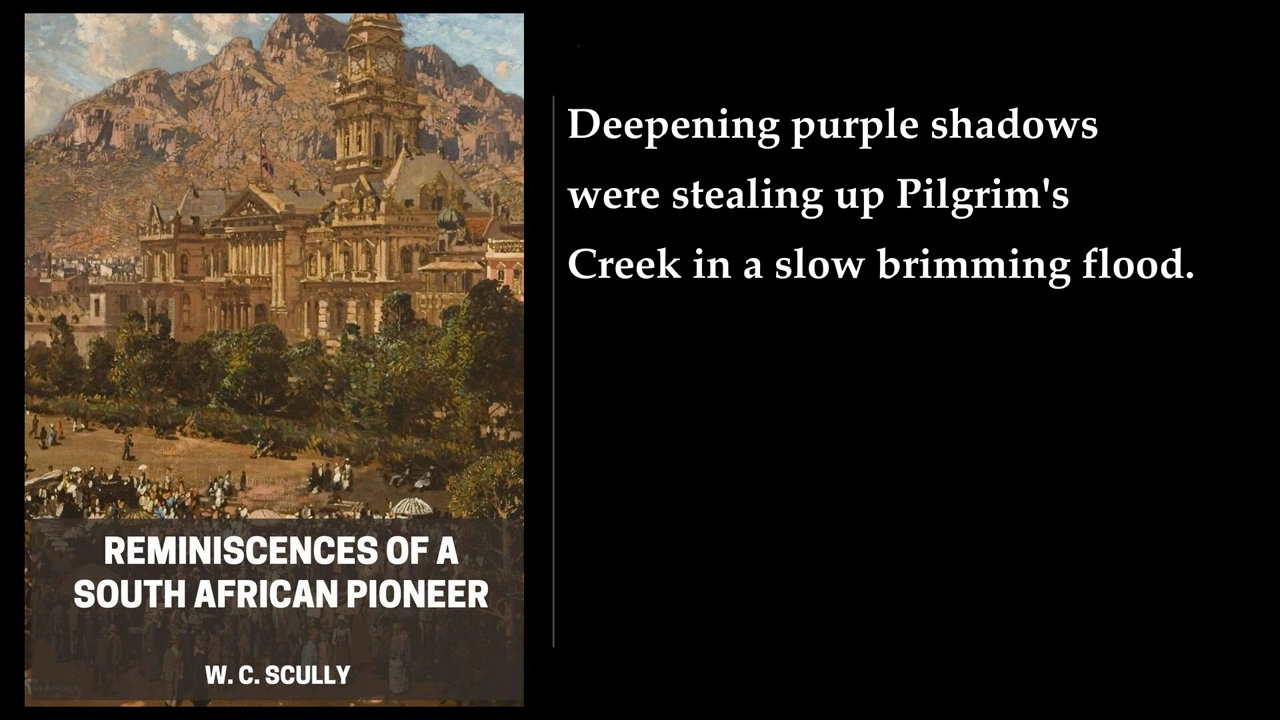 Deepening purple shadows
were stealing up Pilgrim's
Creek in a slow brimming flood.
REMINISCENCES OF A
SOUTH AFRICAN PIONEER
W. C. SCULLY